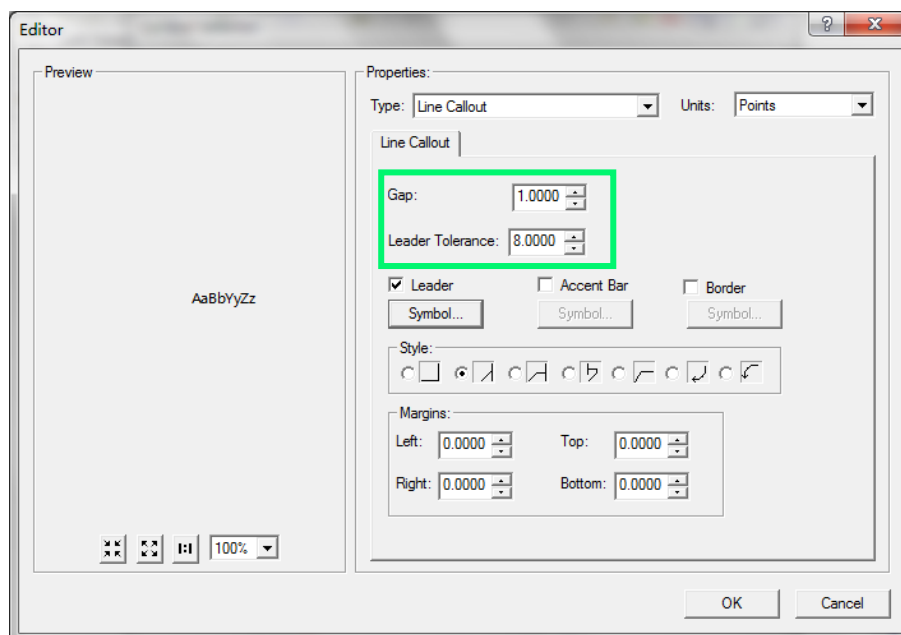 Editor
Preview
AaBbYyZz
100%
Properties:
Type: Line Callout Units: Points
Line Callout
Gap: 1.0000
Leader Tolerance: 8.0000
Leader Accent Bar Border
Symbol... Symbol... Symbol...
Style:
Margins:
Left: 0.0000 Top: 0.0000
Right: 0.0000 Bottom: 0.0000
OK Cancel